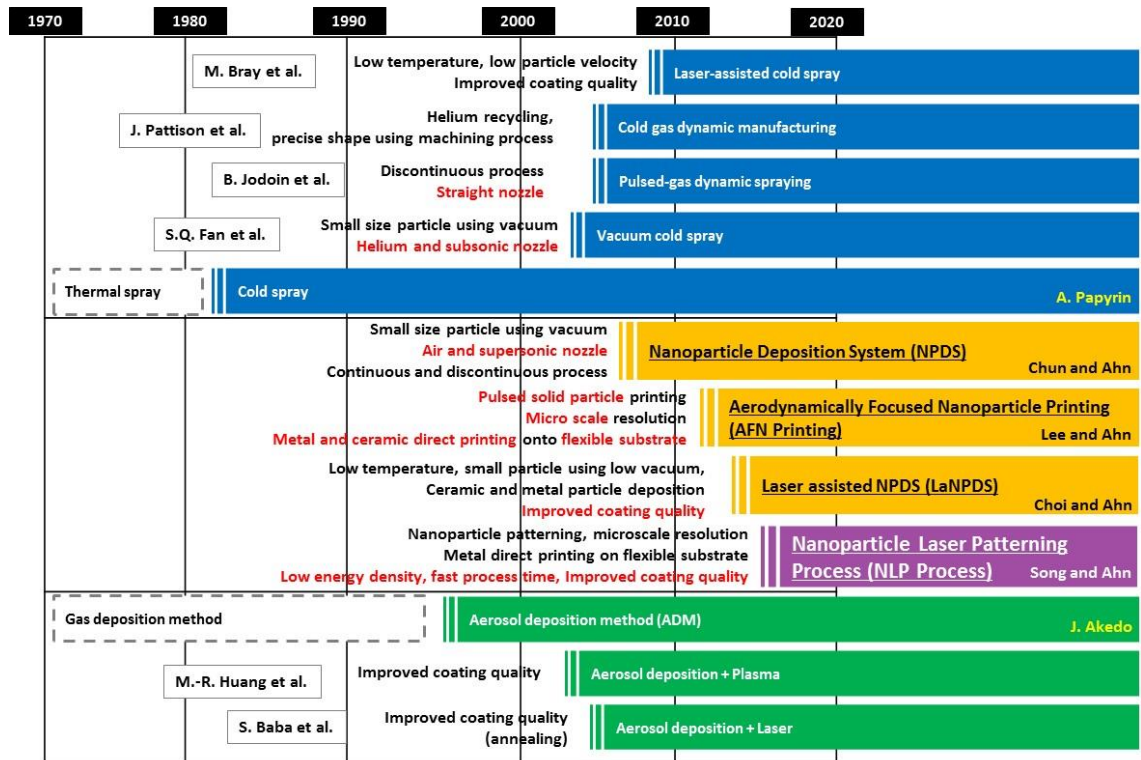 1970 1980 1990 2000 2010 2020
M. Bray et al.
Low temperature, low particle velocity
Improved coating quality
Laser-assisted cold spray
J. Pattison et al.
Helium recycling,
precise shape using machining process
Cold gas dynamic manufacturing
B. Jodoin et al.
Discontinuous process
Straight nozzle
Pulsed-gas dynamic spraying
S.Q. Fan et al.
Small size particle using vacuum
Helium and subsonic nozzle
Vacuum cold spray
Thermal spray
Cold spray
A. Papyrin
Small size particle using vacuum
Air and supersonic nozzle
Continuous and discontinuous process
Nanoparticle Deposition System (NPDS)
Chun and Ahn
Pulsed solid particle printing
Micro scale resolution
Metal and ceramic direct printing onto flexible substrate
Aerodynamically Focused Nanoparticle Printing
(AFN Printing)
Lee and Ahn
Low temperature, small particle using low vacuum,
Ceramic and metal particle deposition
Improved coating quality
Laser assisted NPDS (LaNPDS)
Choi and Ahn
Nanoparticle patterning, microscale resolution
Metal direct printing on flexible substrate
Low energy density, fast process time, Improved coating quality
Nanoparticle Laser Patterning
Process (NLP Process)
Song and Ahn
Gas deposition method
Aerosol deposition method (ADM)
J. Akedo
M.-R. Huang et al.
Improved coating quality
Aerosol deposition + Plasma
S. Baba et al.
Improved coating quality
(annealing)
Aerosol deposition + Laser